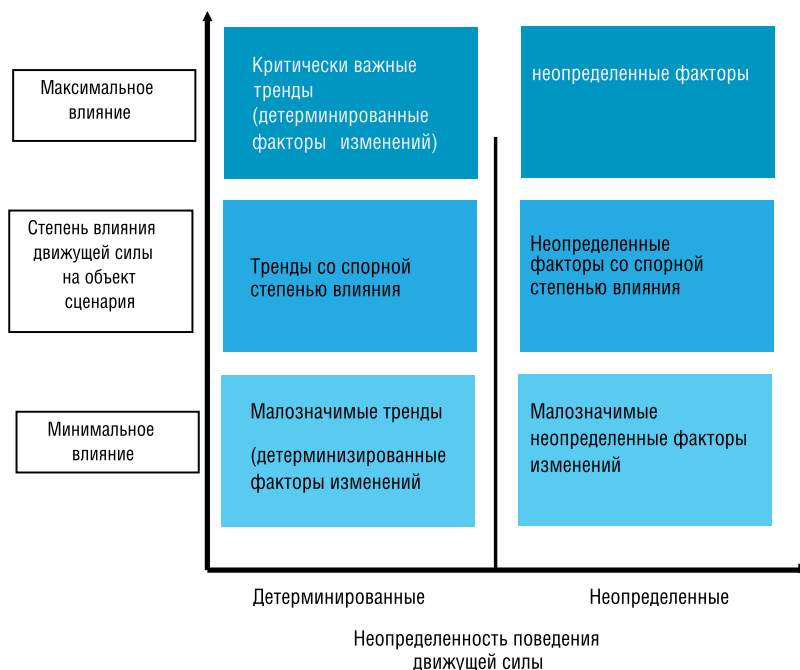 Максимальное
влияние
Критически важные
тренды
(детерминированные
факторы изменений)
неопределенные факторы
Степень влияния
движущей силы
на объект
сценария
Тренды со спорной
степенью влияния
Неопределенные
факторы со спорной
степенью влияния
Минимальное
влияние
Малозначимые тренды
(детерминизированные
факторы изменений
Малозначимые
неопределенные факторы
изменений
Детерминированные
Неопределенные
Неопределенность поведения
движущей силы